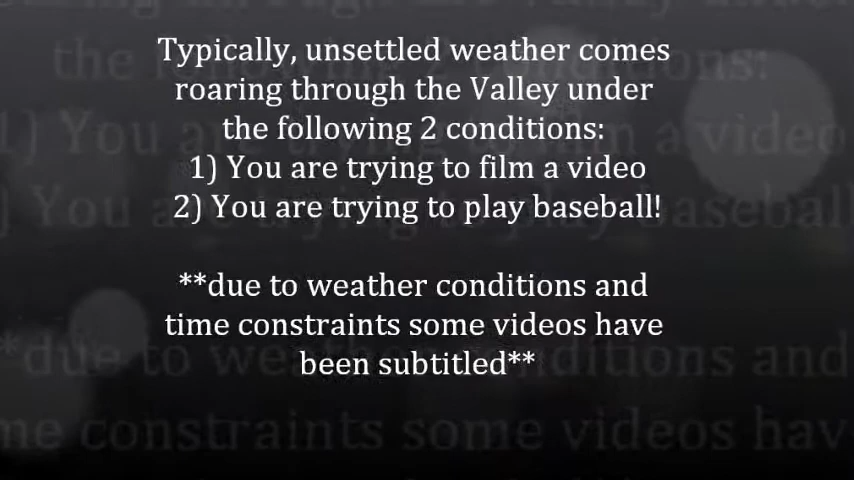 Typically, unsettled weather comes
roaring through the Valley under
the following 2 conditions:
1) You are trying to film a video
2) You are trying to play baseball!
**due to weather conditions and
time constraints some videos have
been subtitled**